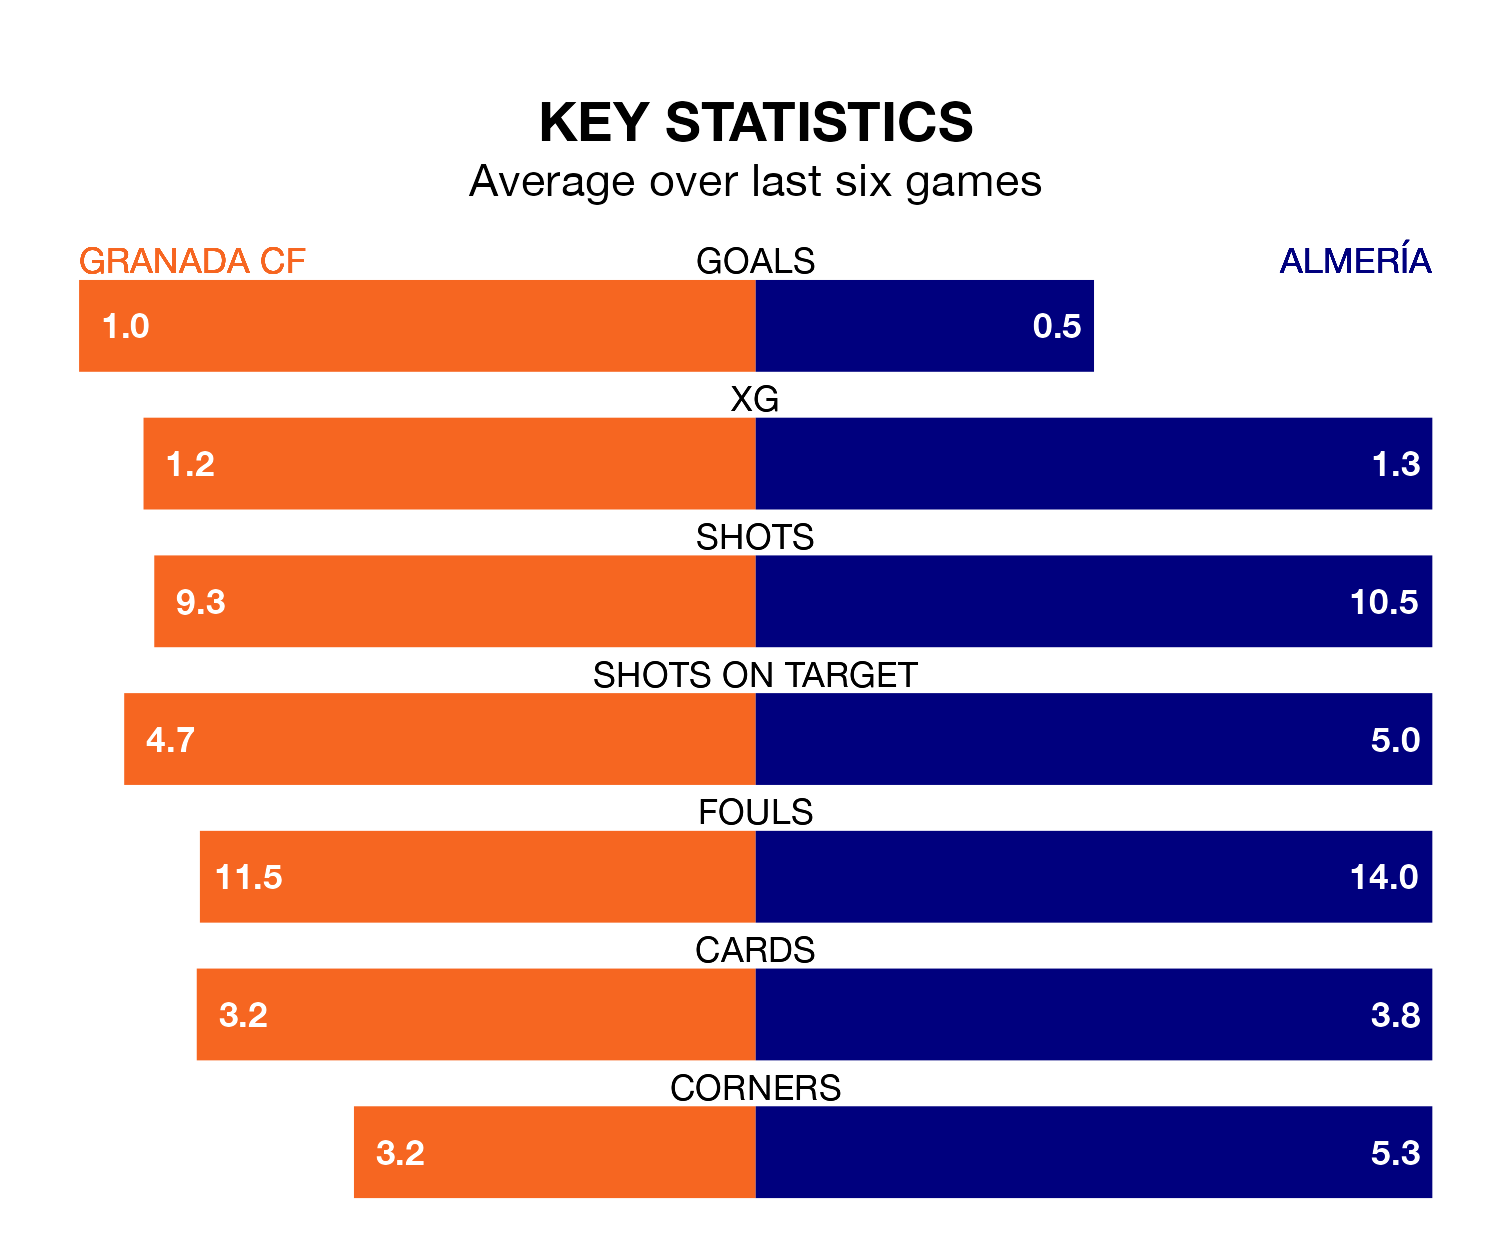 KEY STATISTICS
Average over last six games
GRANADA CF GOALS ALMERÍA
1.0 0.5
XG
1.2 1.3
SHOTS
9.3 10.5
SHOTS ON TARGET
4.7 5.0
FOULS
11.5 14.0
CARDS
3.2 3.8
CORNERS
3.2 5.3